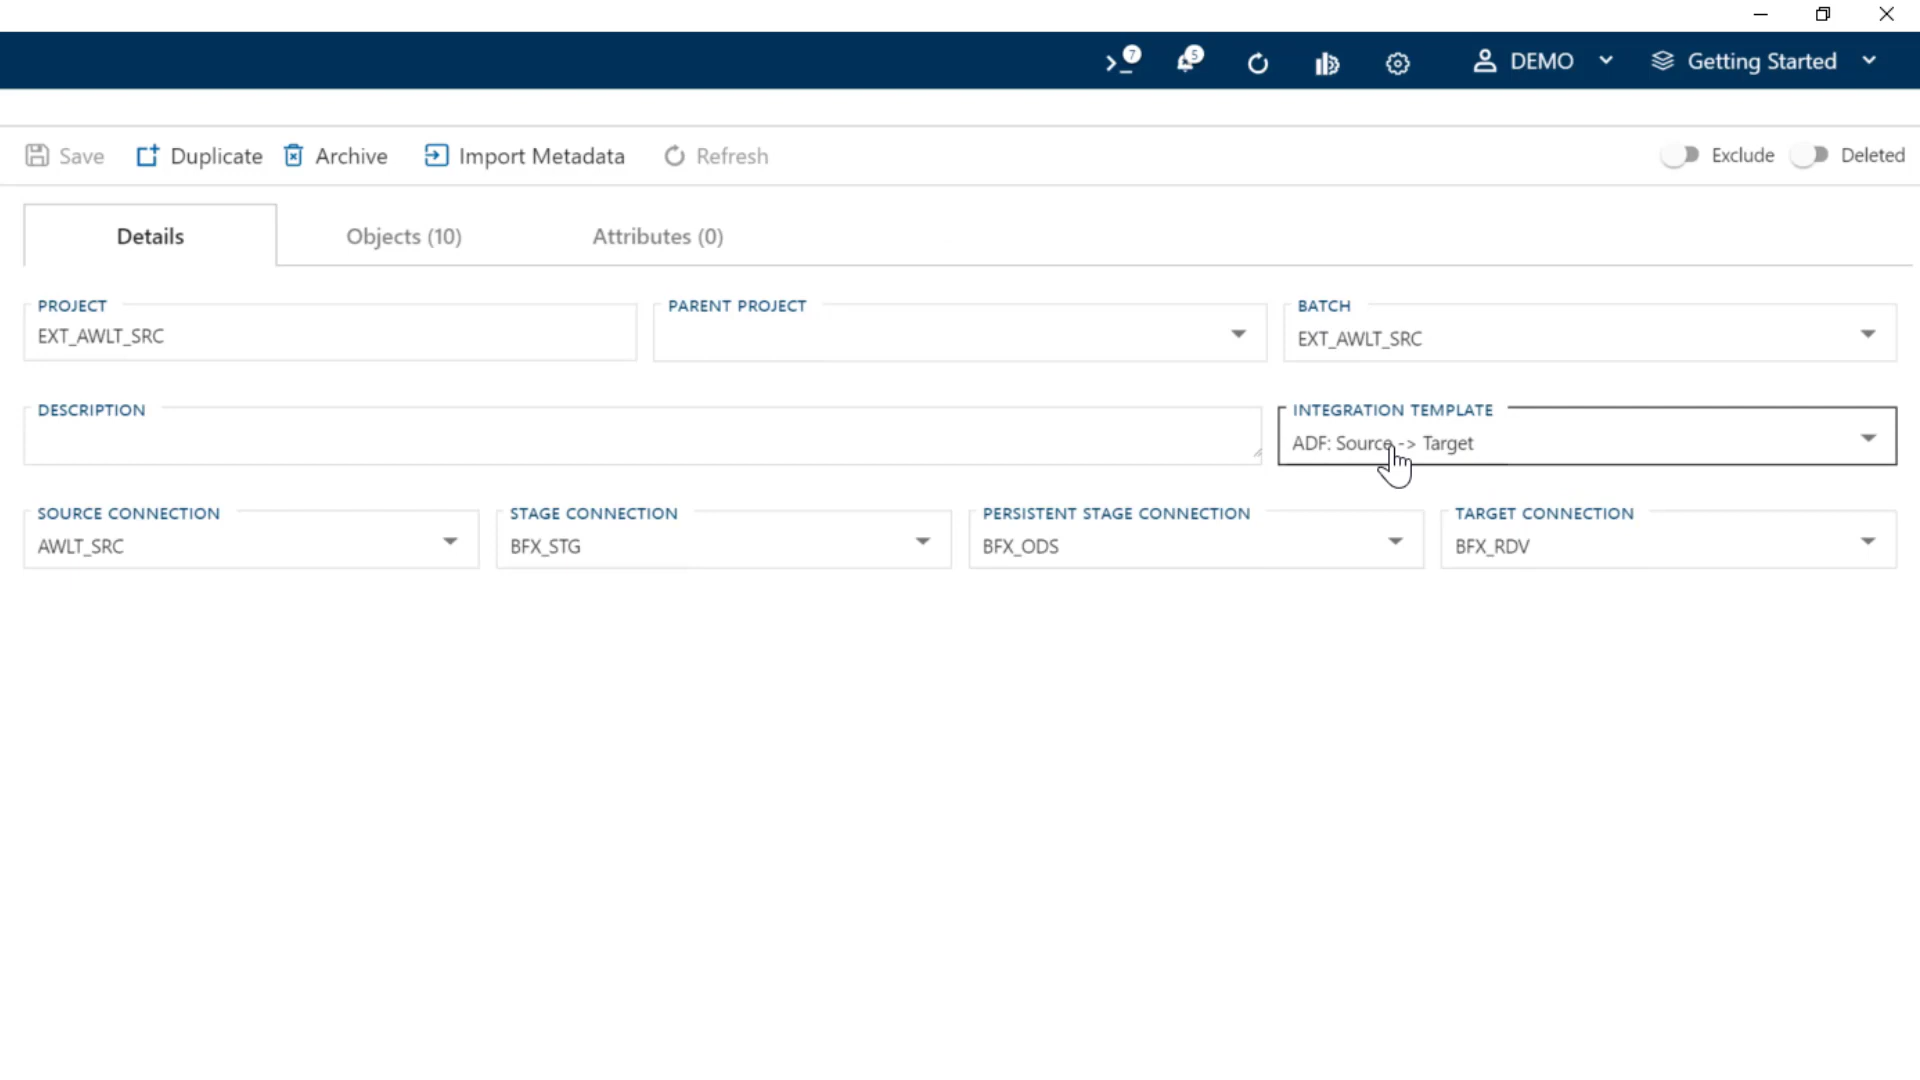 7 5 DEMO Getting Started
Save Duplicate Archive Import Metadata Refresh Exclude Deleted
Details Objects (10) Attributes (0)
PROJECT PARENT PROJECT BATCH
EXT_AWLT_SRC EXT_AWLT_SRC
DESCRIPTION INTEGRATION TEMPLATE
ADF: Source -> Target
SOURCE CONNECTION STAGE CONNECTION PERSISTENT STAGE CONNECTION TARGET CONNECTION
AWLT_SRC BFX_STG BFX_ODS BFX_RDV